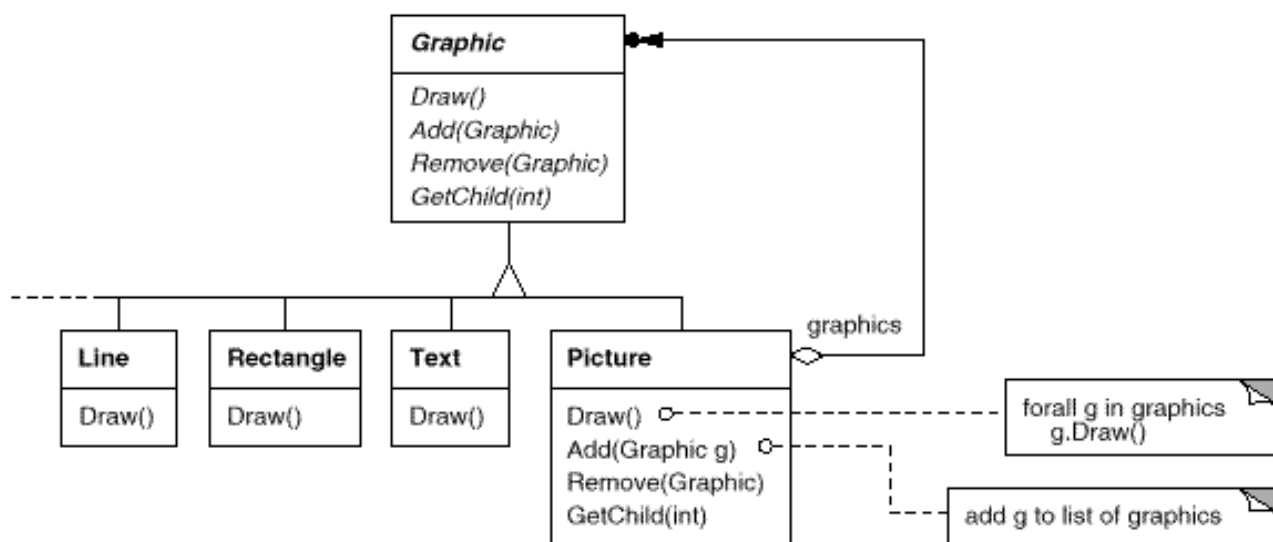 Graphic
Draw()
Add(Graphic)
Remove(Graphic)
GetChild(int)
graphics
Line
Draw()
Rectangle
Draw()
Text
Draw()
Picture
Draw()
Add(Graphic g)
Remove(Graphic)
GetChild(int)
forall g in graphics
g.Draw()
add g to list of graphics